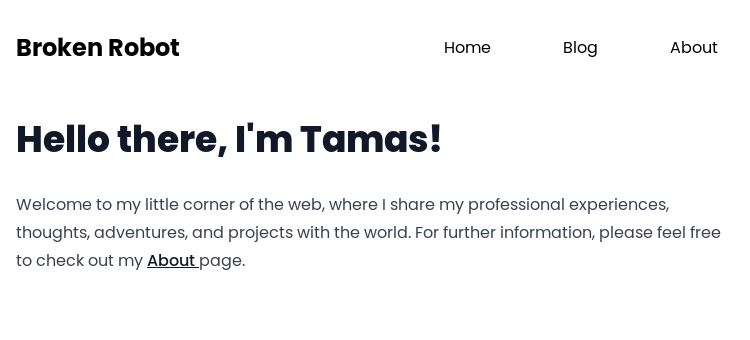 Broken Robot
Home Blog About
Hello there, I'm Tamas!
Welcome to my little corner of the web, where I share my professional experiences,
thoughts, adventures, and projects with the world. For further information, please feel free
to check out my About page.